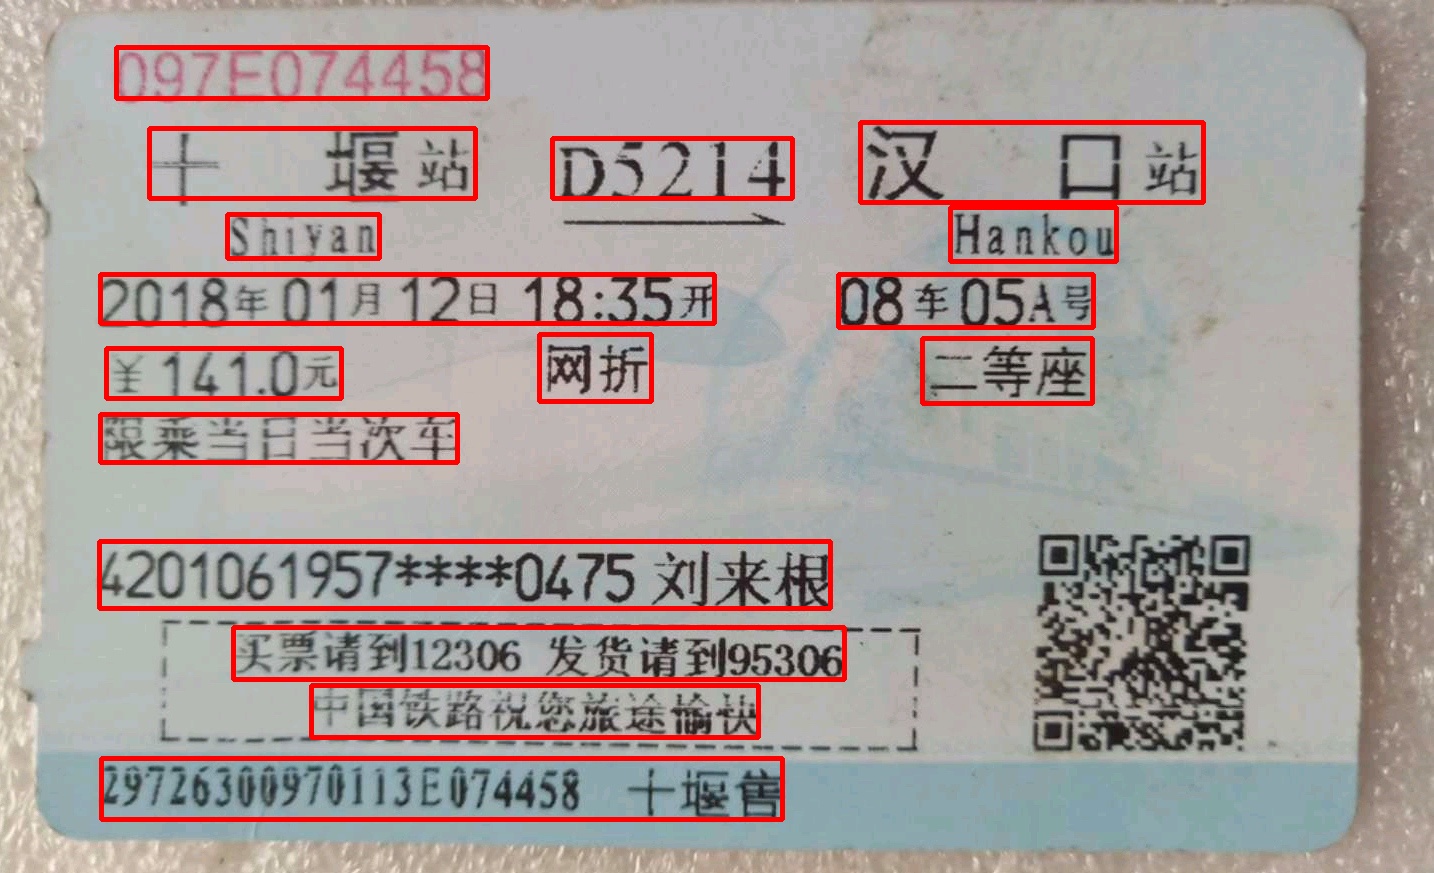 097E074458
十堰站 D5214 汉口站
Shiyan Hankou
2018年01月12日 18:35开 08车05A号
¥141.0元 网折 二等座
限乘当日当次车
4201061957****0475 刘来根
买票请到12306 发货请到95306
中国铁路祝您旅途愉快
29726300970113E074458 十堰售